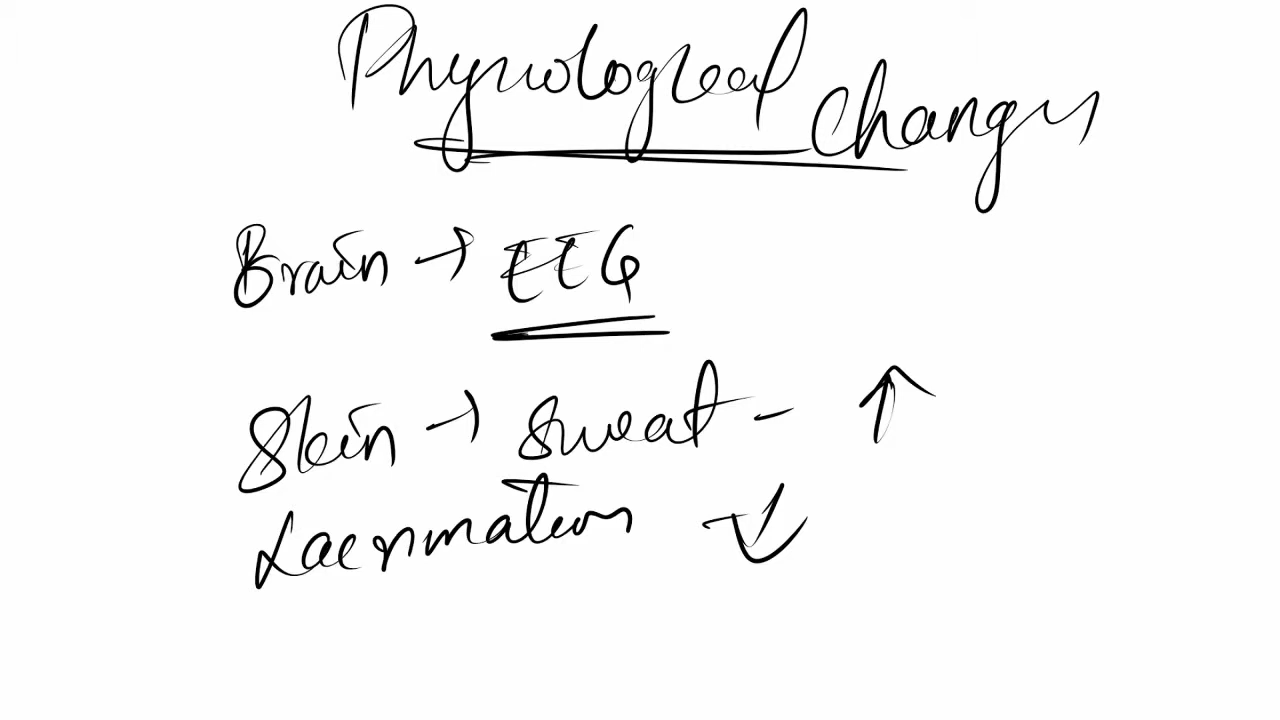 Physiological changes
Brain → EEG
Skin → Sweat - ↑
Lacrimation ↓